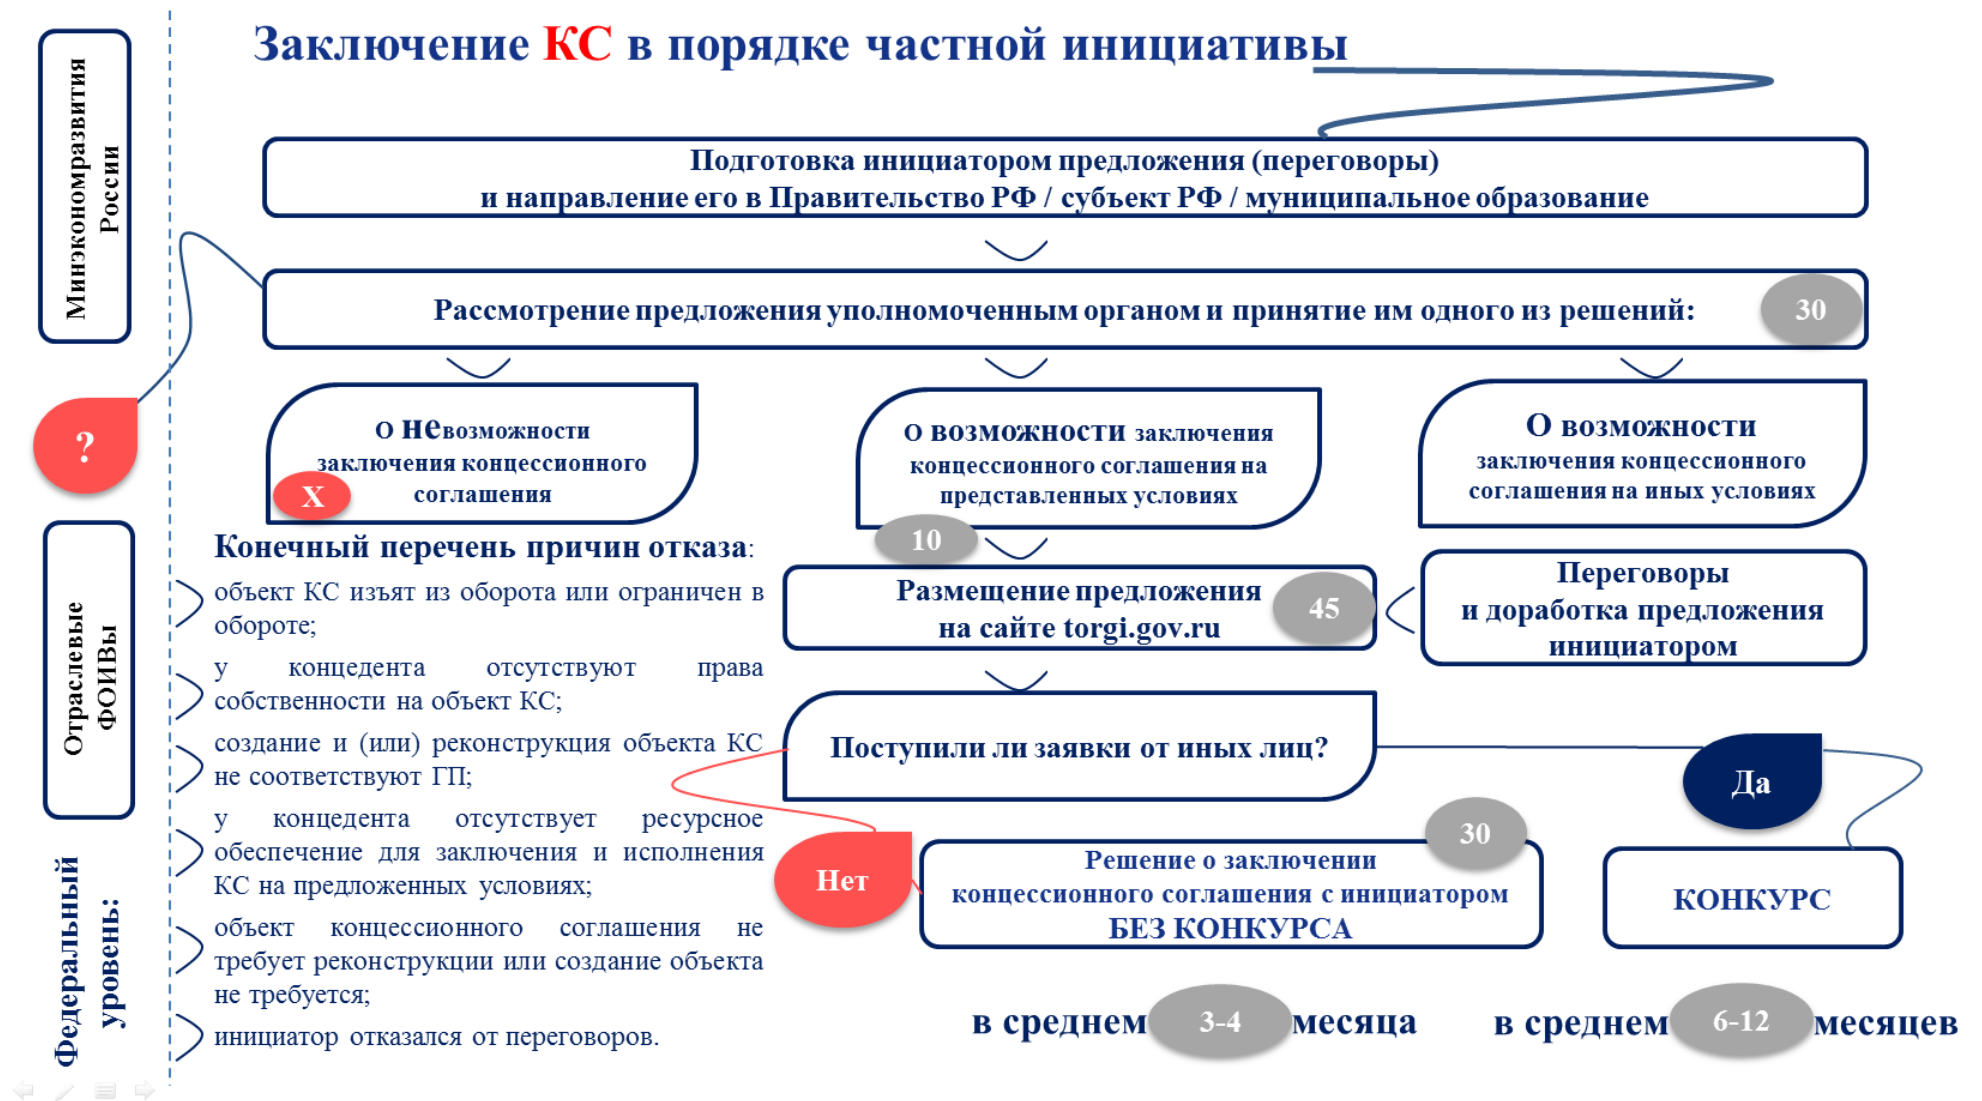 Заключение КС в порядке частной инициативы
Минэкономразвития
России
Подготовка инициатором предложения (переговоры)
и направление его в Правительство РФ / субъект РФ / муниципальное образование
Рассмотрение предложения уполномоченным органом и принятие им одного из решений:
30
?
О невозможности
заключения концессионного
соглашения
X
О возможности заключения
концессионного соглашения на
представленных условиях
10
О возможности
заключения концессионного
соглашения на иных условиях
Отраслевые
ФОИВы
Федеральный
уровень:
Конечный перечень причин отказа:
объект КС изъят из оборота или ограничен в
обороте;
у концедента отсутствуют права
собственности на объект КС;
создание и (или) реконструкция объекта КС
не соответствуют ГП;
у концедента отсутствует ресурсное
обеспечение для заключения и исполнения
КС на предложенных условиях;
объект концессионного соглашения не
требует реконструкции или создание объекта
не требуется;
инициатор отказался от переговоров.
Размещение предложения
на сайте torgi.gov.ru
45
Переговоры
и доработка предложения
инициатором
Поступили ли заявки от иных лиц?
Да
Нет
30
Решение о заключении
концессионного соглашения с инициатором
БЕЗ КОНКУРСА
КОНКУРС
в среднем 3-4 месяца
в среднем 6-12 месяцев